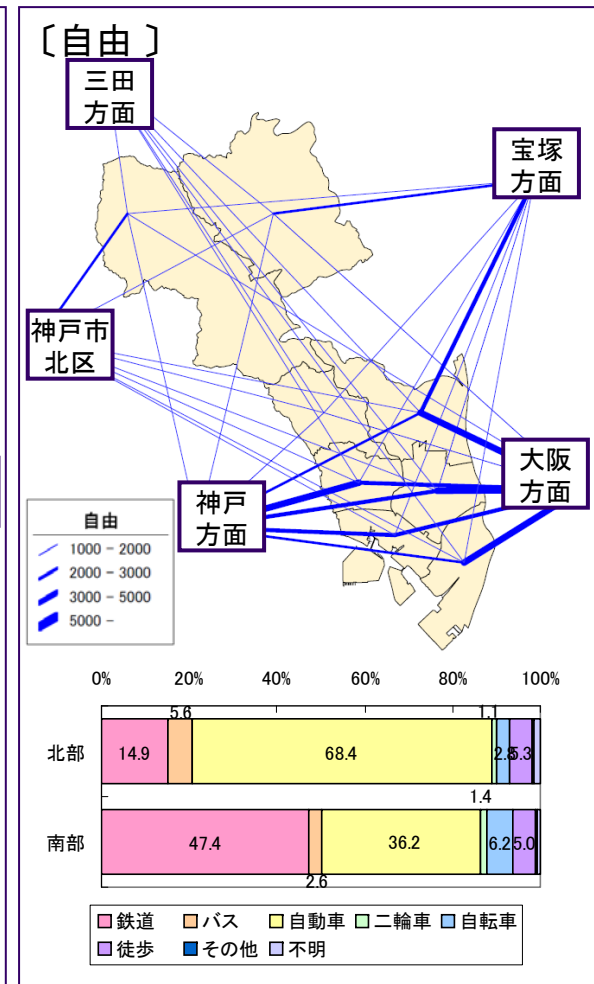 〔自由 〕
三田
方面
宝塚
方面
神戸市
北区
大阪
方面
神戸
方面
自由
1000 - 2000
2000 - 3000
3000 - 5000
5000 -
0% 20% 40% 60% 80% 100%
5.6 1.1
北部 14.9 68.4 2.8 5.3
1.4
南部 47.4 36.2 6.2 5.0
2.6
鉄道 バス 自動車 二輪車 自転車
徒歩 その他 不明